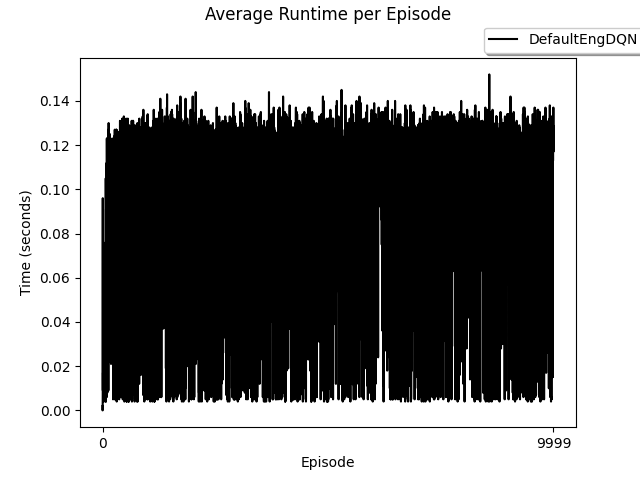 Average Runtime per Episode
DefaultEngDQN
0.14
0.12
0.10
0.08
0.06
0.04
0.02
0.00
Time (seconds)
0 9999
Episode